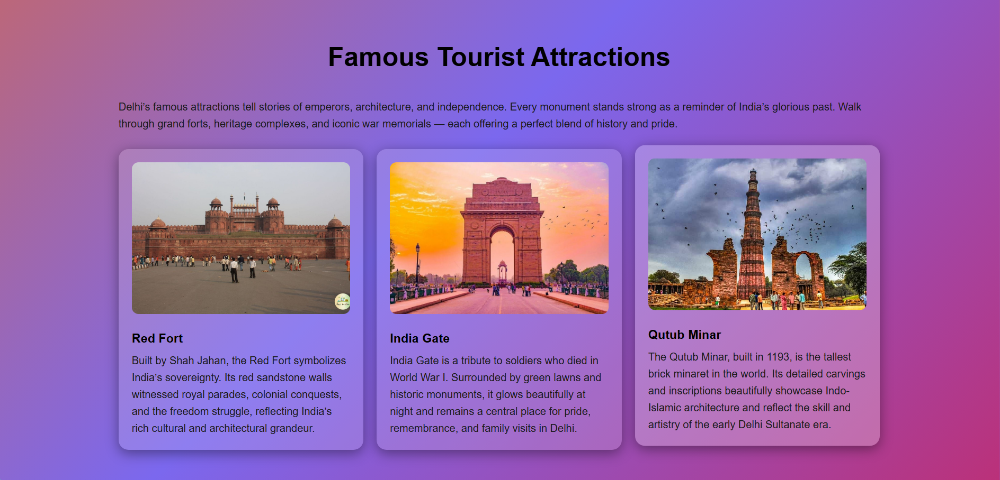 Famous Tourist Attractions
Delhi’s famous attractions tell stories of emperors, architecture, and independence. Every monument stands strong as a reminder of India’s glorious past. Walk
through grand forts, heritage complexes, and iconic war memorials — each offering a perfect blend of history and pride.
Red Fort
Built by Shah Jahan, the Red Fort symbolizes
India’s sovereignty. Its red sandstone walls
witnessed royal parades, colonial conquests,
and the freedom struggle, reflecting India’s
rich cultural and architectural grandeur.
INDIA
India Gate
India Gate is a tribute to soldiers who died in
World War I. Surrounded by green lawns and
historic monuments, it glows beautifully at
night and remains a central place for pride,
remembrance, and family visits in Delhi.
Qutub Minar
The Qutub Minar, built in 1193, is the tallest
brick minaret in the world. Its detailed carvings
and inscriptions beautifully showcase Indo-
Islamic architecture and reflect the skill and
artistry of the early Delhi Sultanate era.